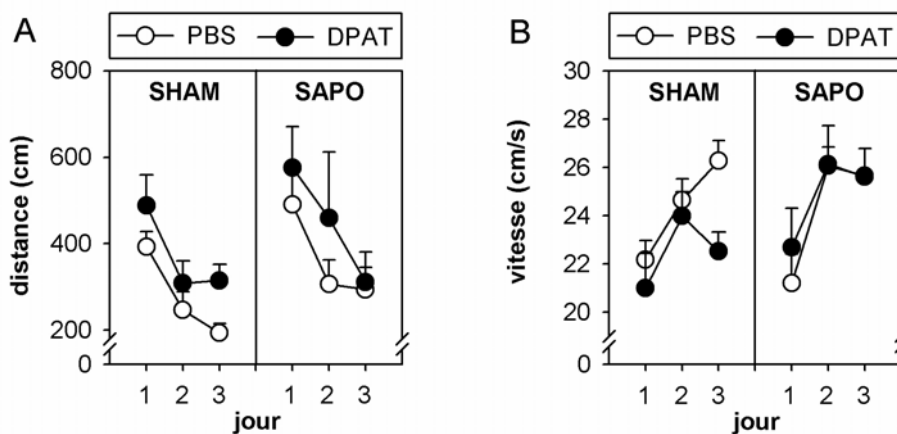 A
PBS DPAT
SHAM SAPO
distance (cm)
800
600
400
200
0
1 2 3 1 2 3
jour
B
PBS DPAT
SHAM SAPO
vitesse (cm/s)
30
28
26
24
22
20
0
1 2 3 1 2 3
jour